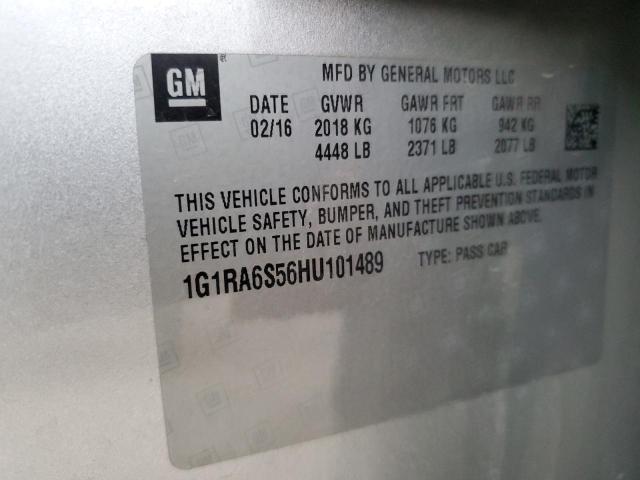 GM
MFD BY GENERAL MOTORS LLC
DATE GVWR GAWR FRT GAWR RR
02/16 2018 KG 1076 KG 942 KG
4448 LB 2371 LB 2077 LB
THIS VEHICLE CONFORMS TO ALL APPLICABLE U.S. FEDERAL MOTOR
VEHICLE SAFETY, BUMPER, AND THEFT PREVENTION STANDARDS IN
EFFECT ON THE DATE OF MANUFACTURE SHOWN ABOVE.
1G1RA6S56HU101489 TYPE: PASS CAR